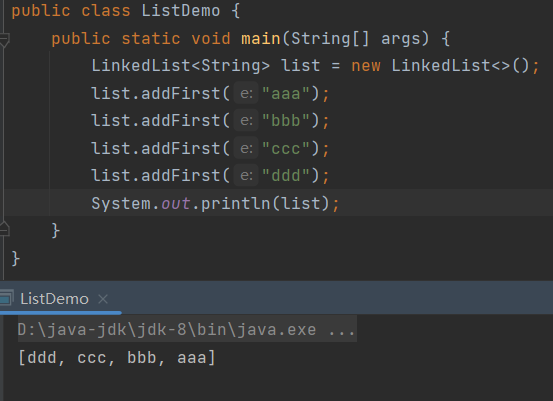 public class ListDemo {
    public static void main(String[] args) {
        LinkedList<String> list = new LinkedList<>();
        list.addFirst( e: "aaa");
        list.addFirst( e: "bbb");
        list.addFirst( e: "ccc");
        list.addFirst( e: "ddd");
        System.out.println(list);
    }
}
ListDemo ×
D:\java-jdk\jdk-8\bin\java.exe ...
[ddd, ccc, bbb, aaa]